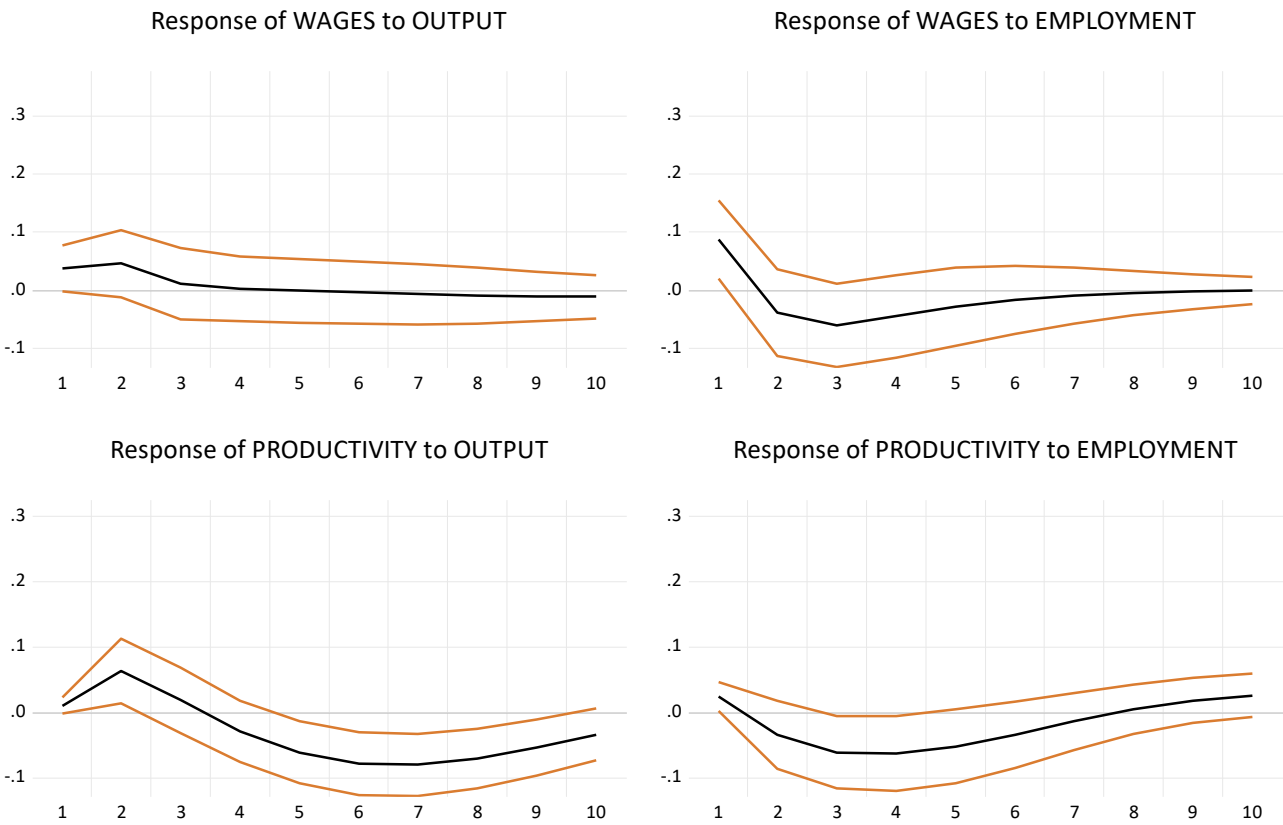 Response of WAGES to OUTPUT
.3
.2
.1
.0
-.1
1 2 3 4 5 6 7 8 9 10
Response of WAGES to EMPLOYMENT
.3
.2
.1
.0
-.1
1 2 3 4 5 6 7 8 9 10
Response of PRODUCTIVITY to OUTPUT
.3
.2
.1
.0
-.1
1 2 3 4 5 6 7 8 9 10
Response of PRODUCTIVITY to EMPLOYMENT
.3
.2
.1
.0
-.1
1 2 3 4 5 6 7 8 9 10